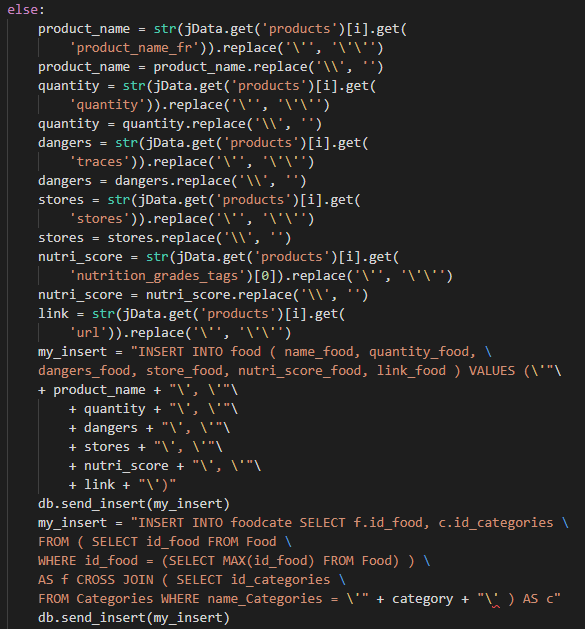 else:
product_name = str(jData.get('products')[i].get(
'product_name_fr')).replace('\'', '\'\'')
product_name = product_name.replace('\\', '')
quantity = str(jData.get('products')[i].get(
'quantity')).replace('\'', '\'\'')
quantity = quantity.replace('\\', '')
dangers = str(jData.get('products')[i].get(
'traces')).replace('\'', '\'\'')
dangers = dangers.replace('\\', '')
stores = str(jData.get('products')[i].get(
'stores')).replace('\'', '\'\'')
stores = stores.replace('\\', '')
nutri_score = str(jData.get('products')[i].get(
'nutrition_grades_tags')[0]).replace('\'', '\'\'')
nutri_score = nutri_score.replace('\\', '')
link = str(jData.get('products')[i].get(
'url')).replace('\'', '\'\'')
my_insert = "INSERT INTO food ( name_food, quantity_food, \
dangers_food, store_food, nutri_score_food, link_food ) VALUES (\'"\
+ product_name + "\', \'"\
+ quantity + "\', \'"\
+ dangers + "\', \'"\
+ stores + "\', \'"\
+ nutri_score + "\', \'"\
+ link + "\')"
db.send_insert(my_insert)
my_insert = "INSERT INTO foodcate SELECT f.id_food, c.id_categories \
FROM ( SELECT id_food FROM Food \
WHERE id_food = (SELECT MAX(id_food) FROM Food) ) \
AS f CROSS JOIN ( SELECT id_categories \
FROM Categories WHERE name_Categories = \'" + category + "\' ) AS c"
db.send_insert(my_insert)